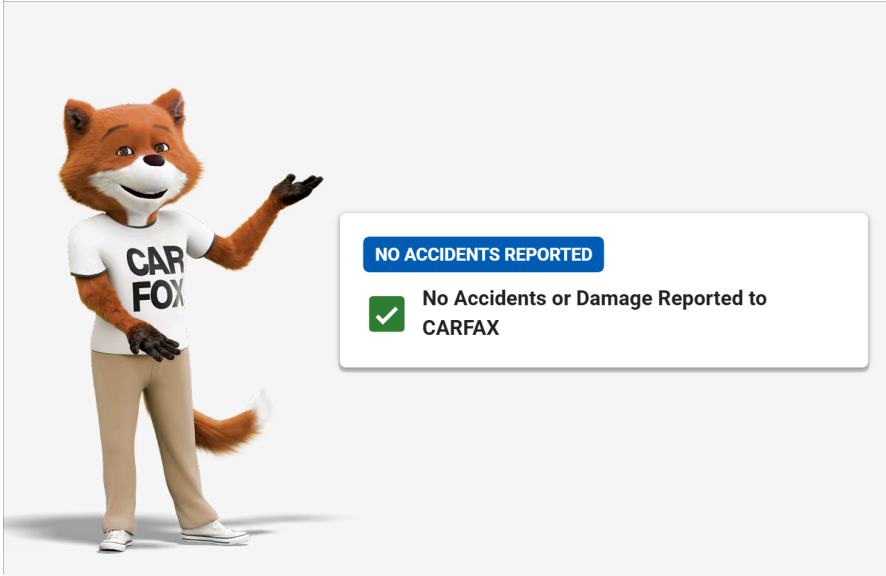 CAR
FOX
NO ACCIDENTS REPORTED
No Accidents or Damage Reported to
CARFAX